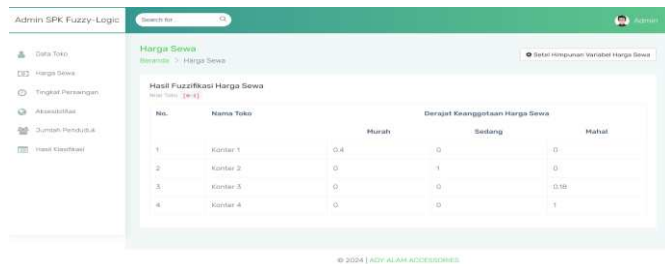 Admin SPK Fuzzy-Logic
Search for...
Admin
Data Toko
Harga Sewa
Tingkat Persaingan
Aksesibilitas
Jumlah Penduduk
Hasil Klasifikasi
Harga Sewa
Beranda > Harga Sewa
Setel Himpunan Variabel Harga Sewa
Hasil Fuzzifikasi Harga Sewa
No. Nama Toko Derajat Keanggotaan Harga Sewa
Murah Sedang Mahal
1. Konter 1 0.4 0 0
2. Konter 2 0 1 0
3. Konter 3 0 0 0.18
4. Konter 4 0 0 1
© 2024 | ADY ALAM ACCESSORIES